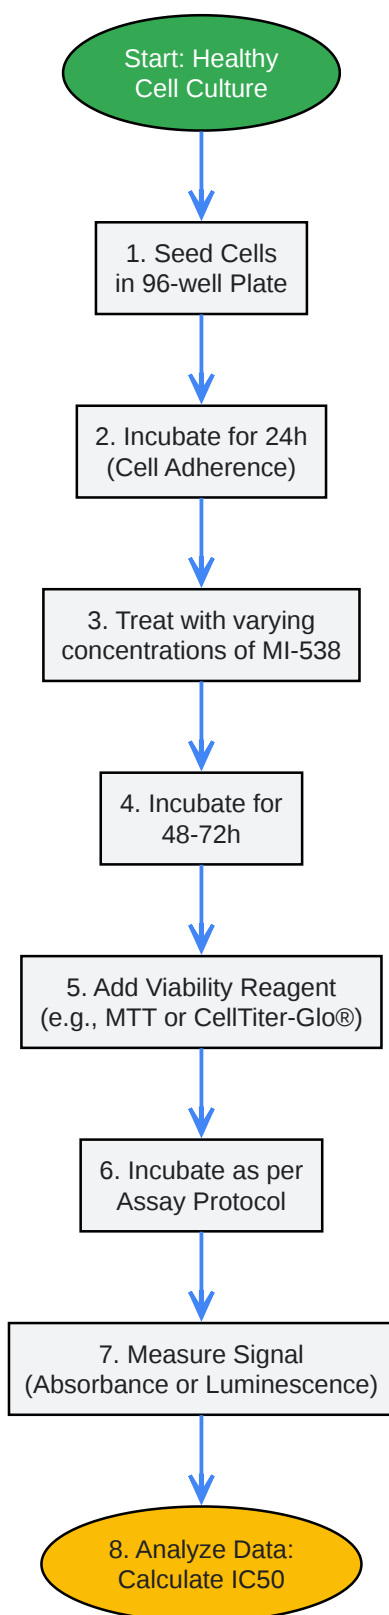 Start: Healthy
Cell Culture
1. Seed Cells
in 96-well Plate
2. Incubate for 24h
(Cell Adherence)
3. Treat with varying
concentrations of MI-538
4. Incubate for
48-72h
5. Add Viability Reagent
(e.g., MTT or CellTiter-Glo®)
6. Incubate as per
Assay Protocol
7. Measure Signal
(Absorbance or Luminescence)
8. Analyze Data:
Calculate IC50